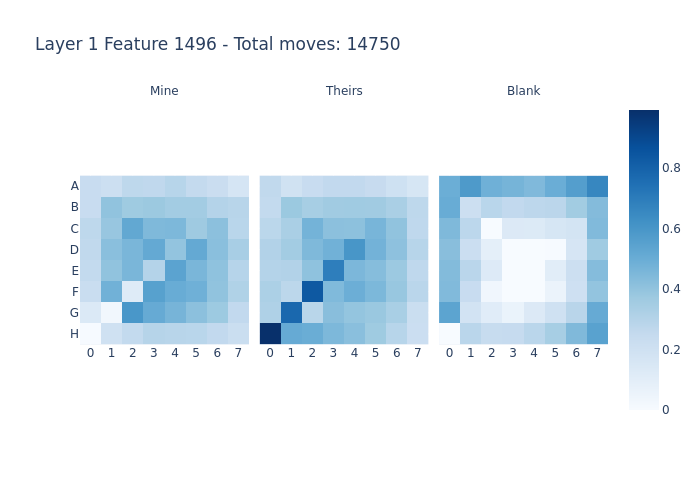 Layer 1 Feature 1496 - Total moves: 14750
Mine Theirs Blank
A
B
C
D
E
F
G
H
0 1 2 3 4 5 6 7 0 1 2 3 4 5 6 7 0 1 2 3 4 5 6 7
0.8
0.6
0.4
0.2
0